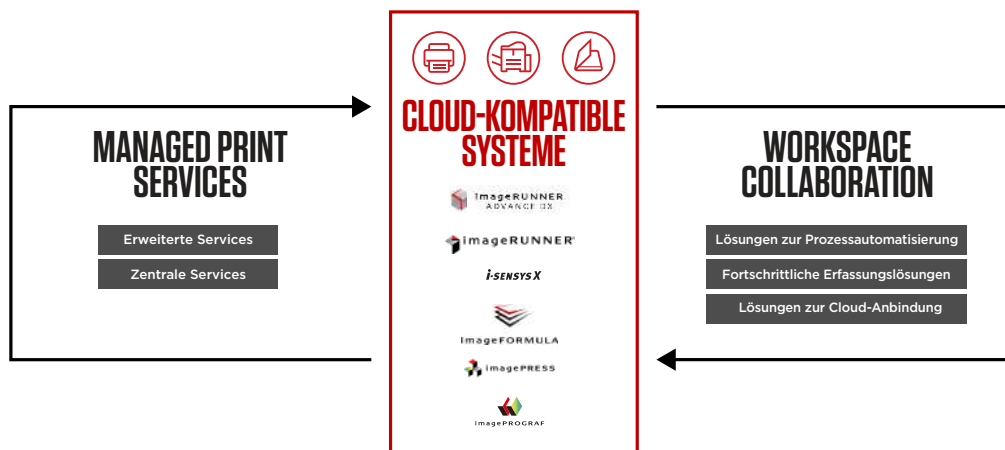 MANAGED PRINT
SERVICES
Erweiterte Services
Zentrale Services
CLOUD-KOMPATIBLE
SYSTEME
imageRUNNER
ADVANCE DX
imageRUNNER
i-SENSYS X
imageFORMULA
imagePRESS
imagePROGRAF
WORKSPACE
COLLABORATION
Lösungen zur Prozessautomatisierung
Fortschrittliche Erfassungslösungen
Lösungen zur Cloud-Anbindung